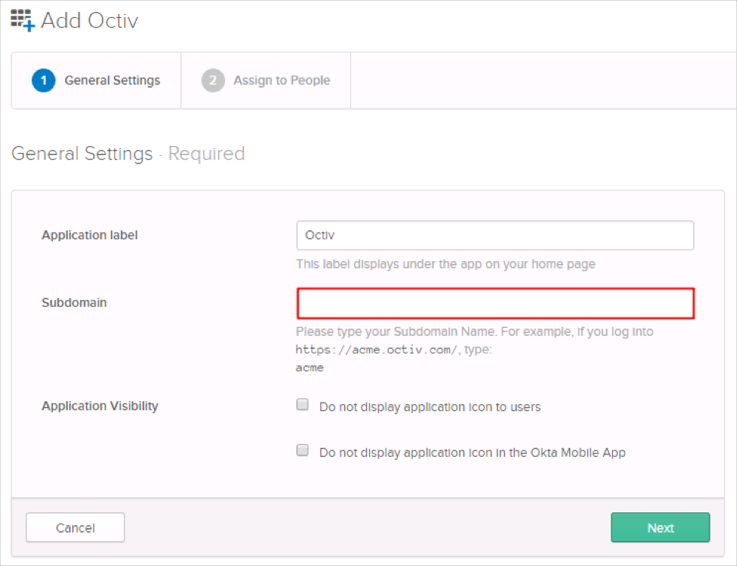 Add Octiv
1 General Settings
2 Assign to People
General Settings · Required
Application label
Octiv
This label displays under the app on your home page
Subdomain
Please type your Subdomain Name. For example, if you log into
https://acme.octiv.com/, type:
acme
Application Visibility
Do not display application icon to users
Do not display application icon in the Okta Mobile App
Cancel
Next